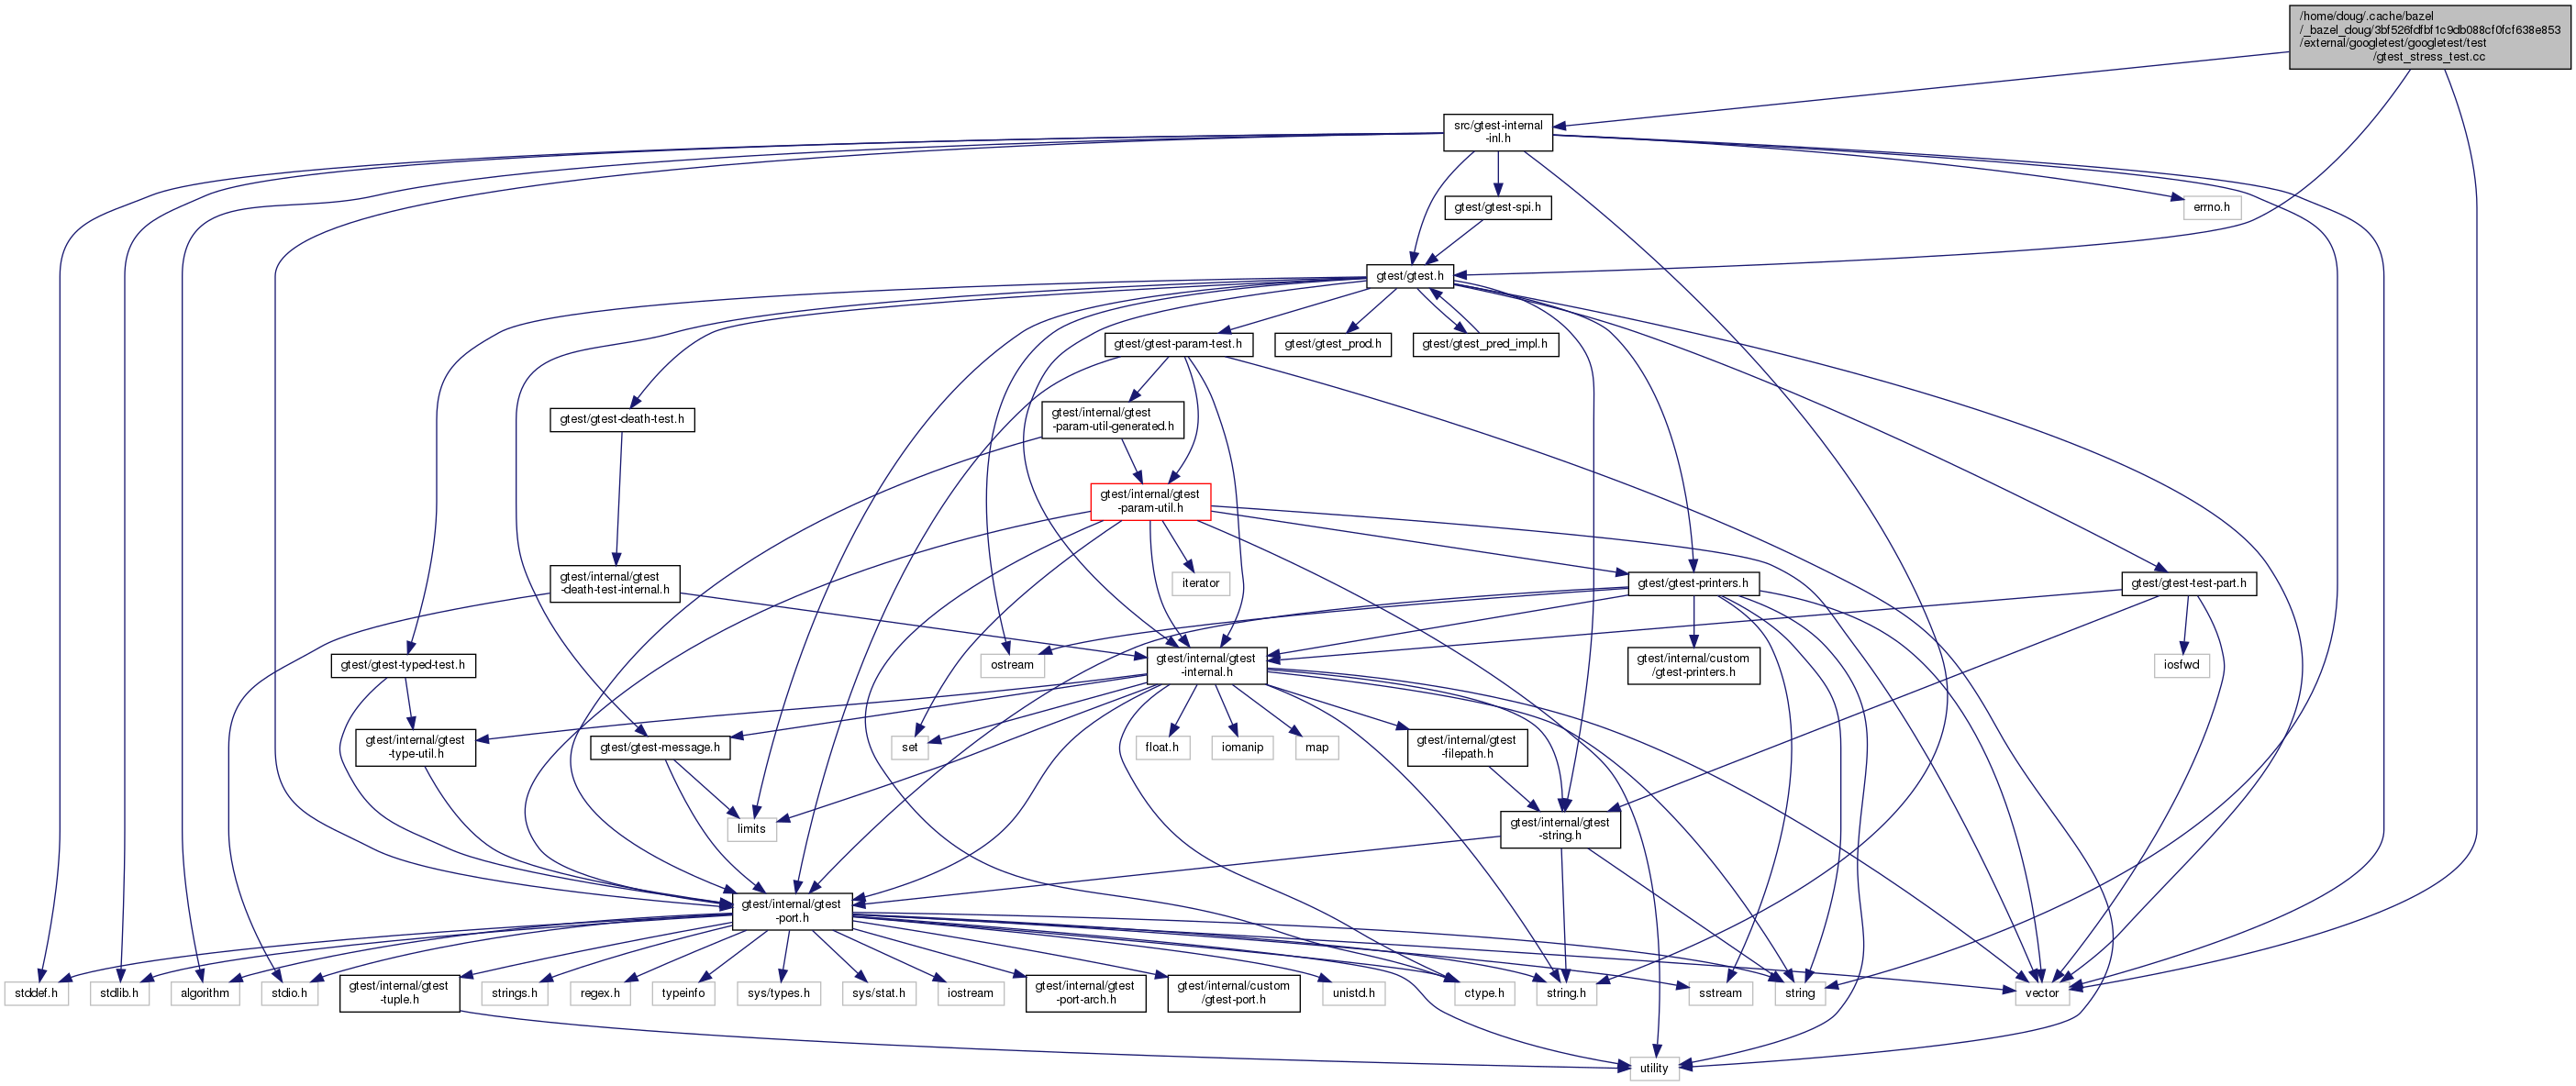 /home/doug/.cache/bazel
/_bazel_doug/3bf526fdfbf1c9db088cf0fcf638e853
/external/googletest/googletest/test
/gtest_stress_test.cc
src/gtest-internal
-inl.h
gtest/gtest-spi.h
errno.h
gtest/gtest.h
gtest/gtest-param-test.h
gtest/gtest_prod.h
gtest/gtest_pred_impl.h
gtest/gtest-death-test.h
gtest/internal/gtest
-param-util-generated.h
gtest/internal/gtest
-param-util.h
gtest/internal/gtest
-death-test-internal.h
iterator
gtest/gtest-printers.h
gtest/gtest-test-part.h
gtest/gtest-typed-test.h
ostream
gtest/internal/gtest
-internal.h
gtest/internal/custom
/gtest-printers.h
iosfwd
gtest/internal/gtest
-type-util.h
gtest/gtest-message.h
set
float.h
iomanip
map
gtest/internal/gtest
-filepath.h
limits
gtest/internal/gtest
-string.h
gtest/internal/gtest
-port.h
stddef.h
stdlib.h
algorithm
stdio.h
gtest/internal/gtest
-tuple.h
strings.h
regex.h
typeinfo
sys/types.h
sys/stat.h
iostream
gtest/internal/gtest
-port-arch.h
gtest/internal/custom
/gtest-port.h
unistd.h
ctype.h
string.h
sstream
string
vector
utility